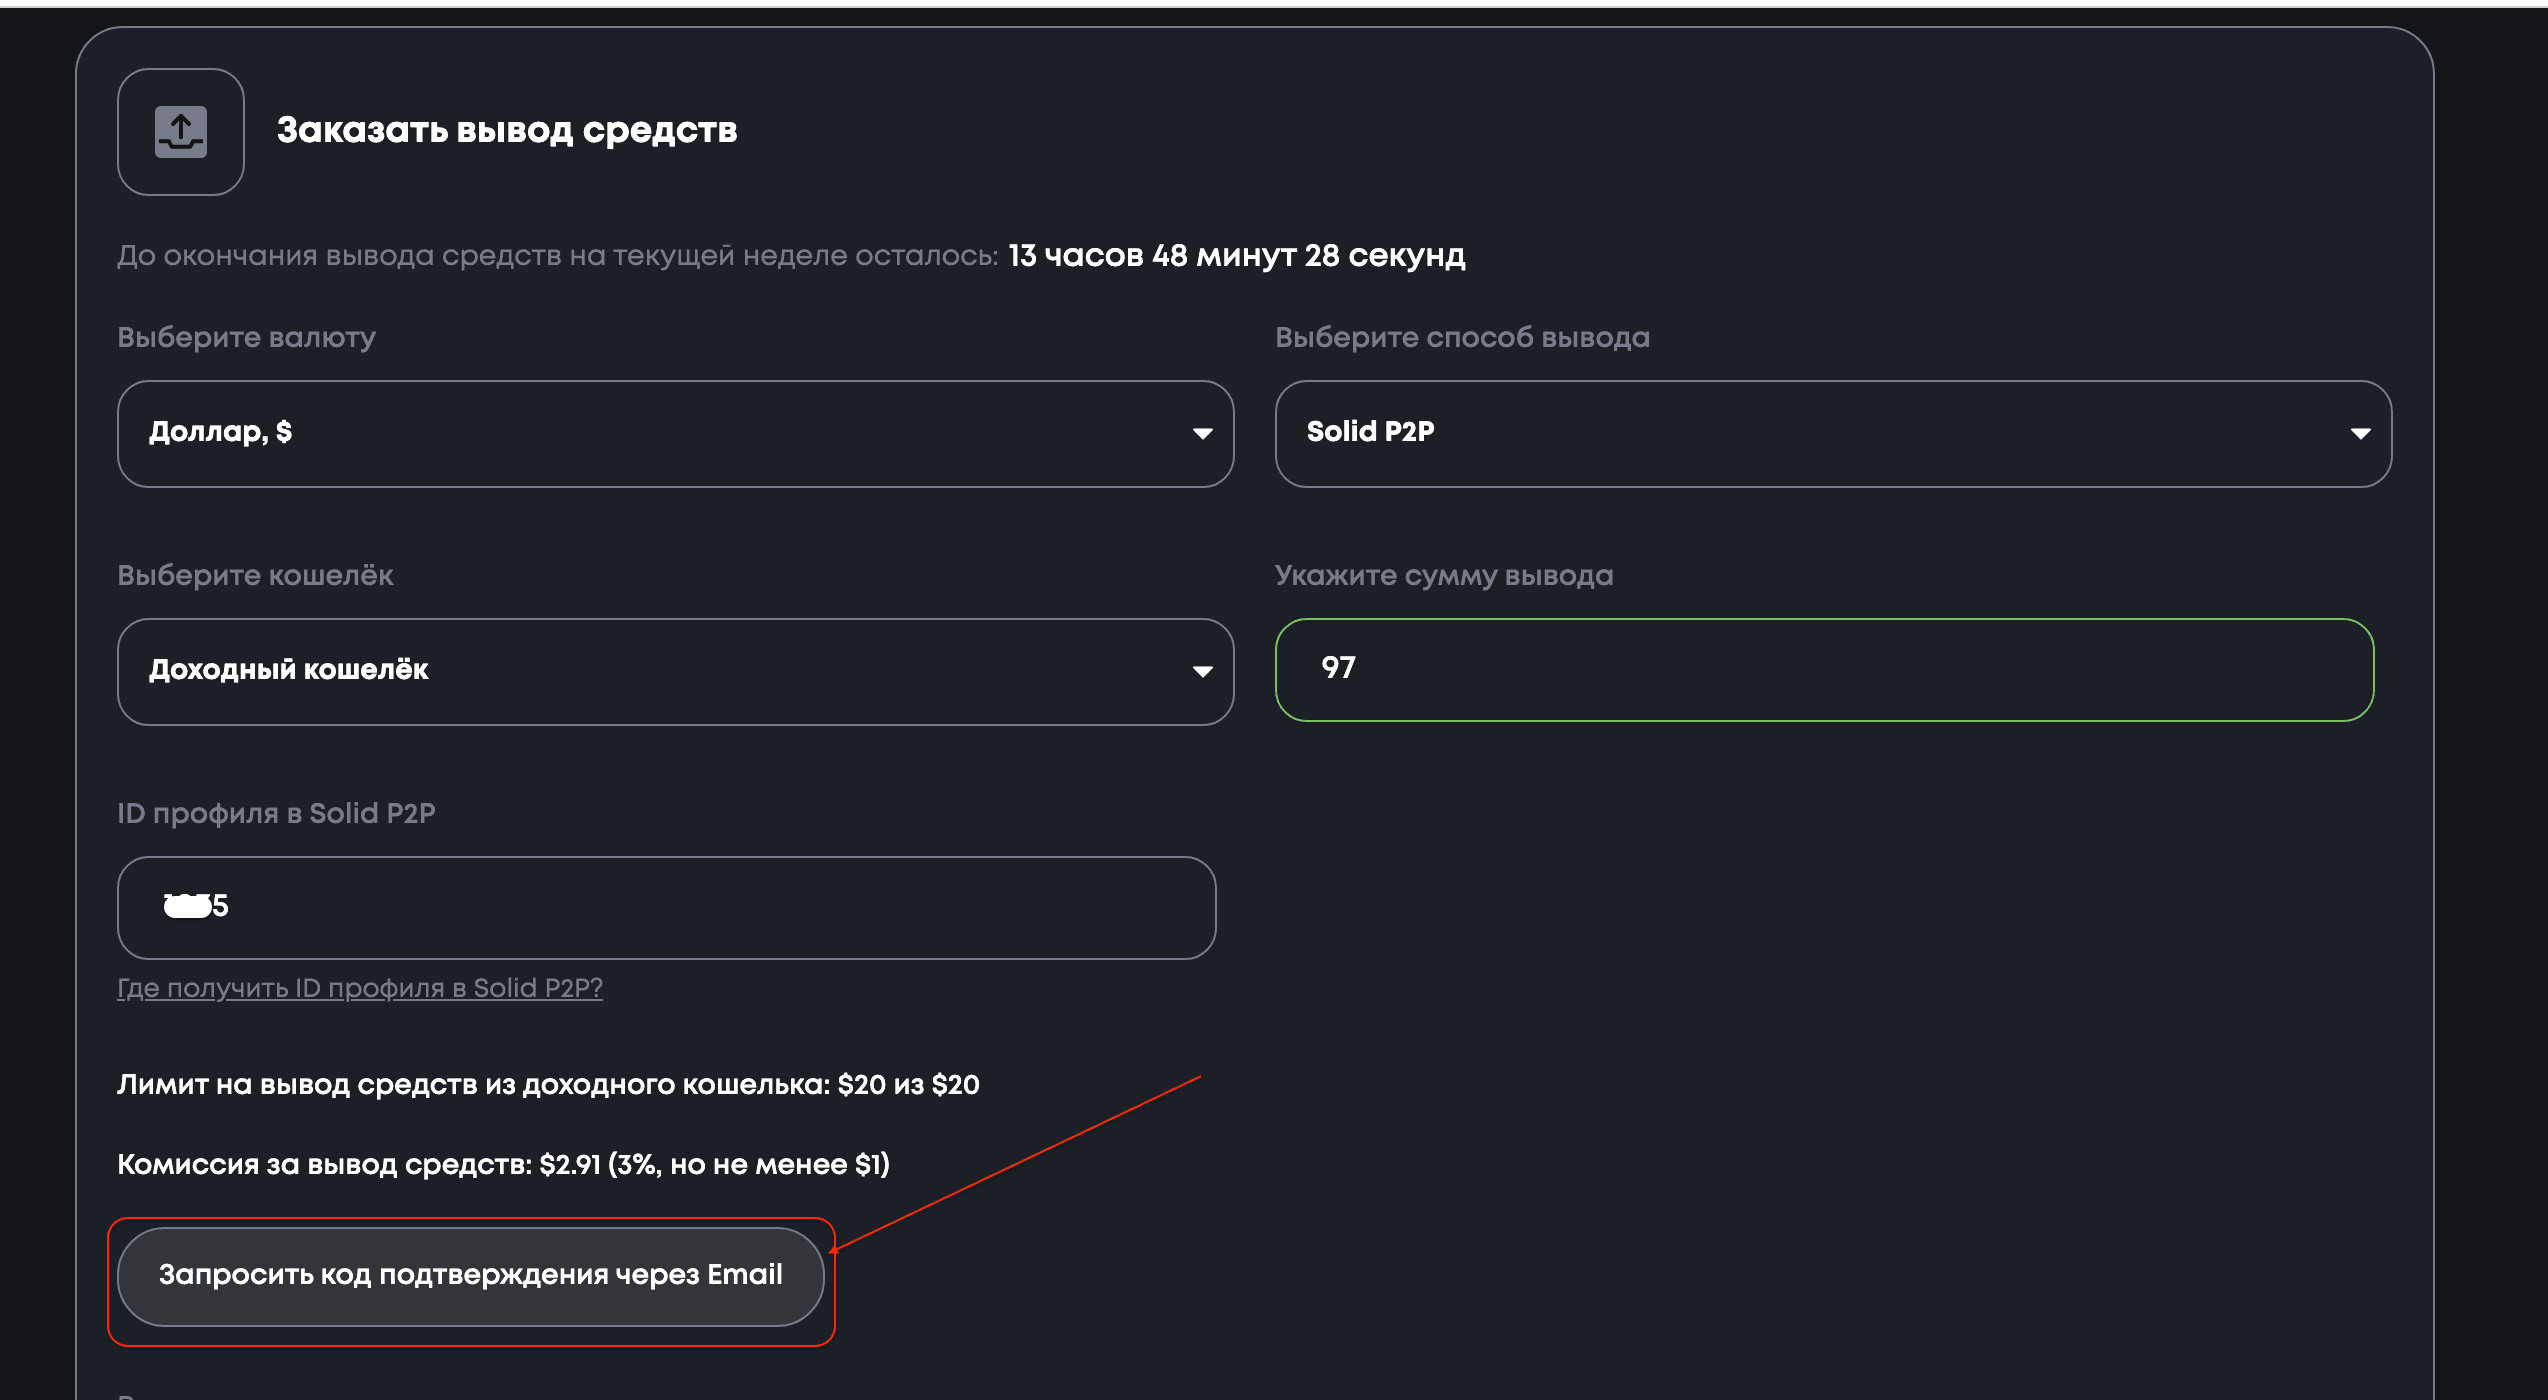 Заказать вывод средств
До окончания вывода средств на текущей неделе осталось: 13 часов 48 минут 28 секунд
Выберите валюту
Выберите способ вывода
Доллар, $
Solid P2P
Выберите кошелёк
Укажите сумму вывода
Доходный кошелёк
97
ID профиля в Solid P2P
5
Где получить ID профиля в Solid P2P?
Лимит на вывод средств из доходного кошелька: $20 из $20
Комиссия за вывод средств: $2.91 (3%, но не менее $1)
Запросить код подтверждения через Email